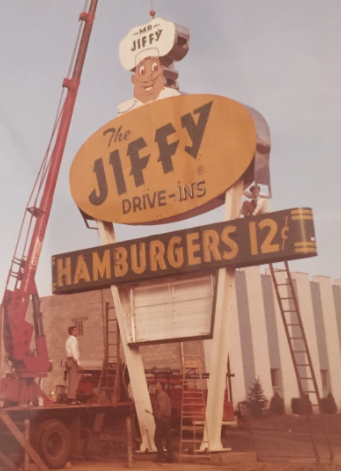 MR
JIFFY
The
JIFFY
®
DRIVE-INS
HAMBURGERS 12¢